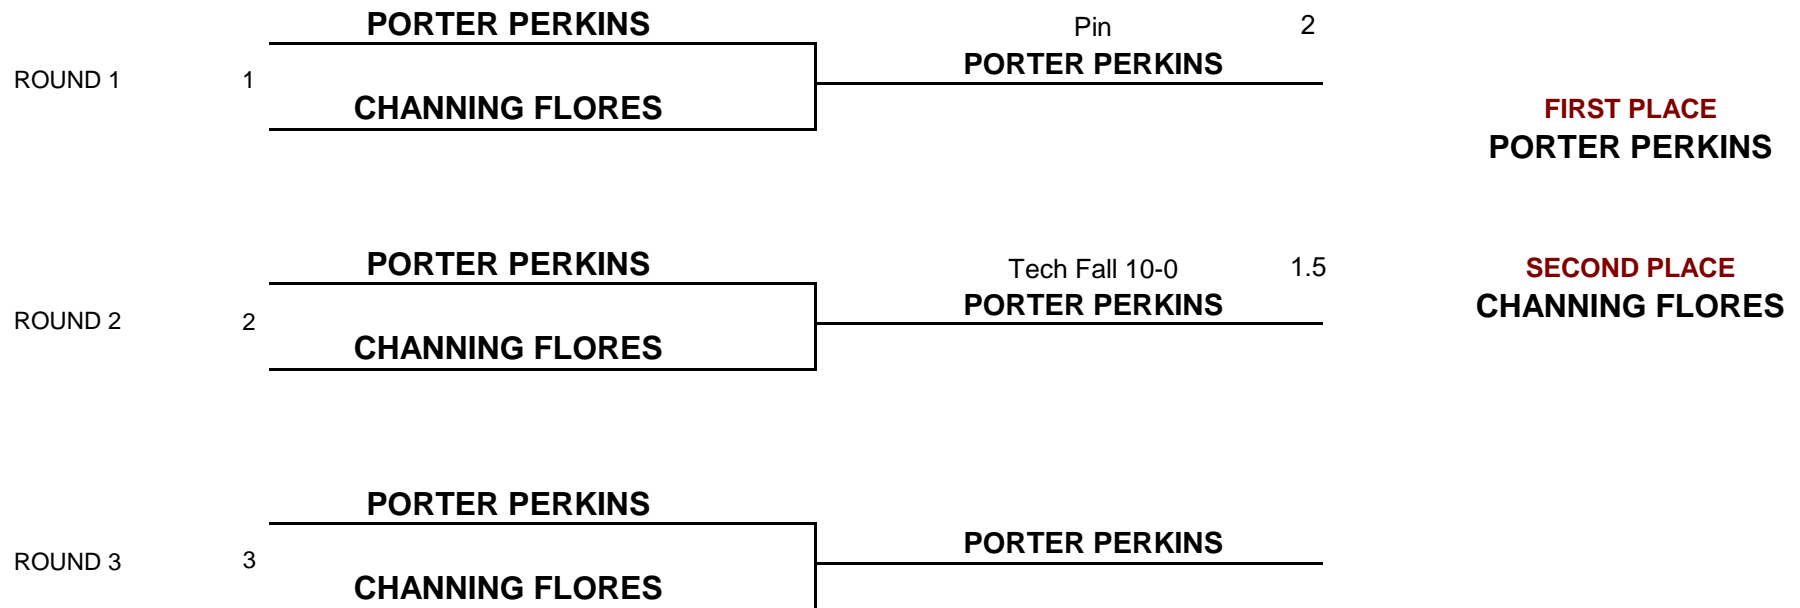 PORTER PERKINS
Pin 2
PORTER PERKINS
ROUND 1 1
CHANNING FLORES
FIRST PLACE
PORTER PERKINS
PORTER PERKINS
Tech Fall 10-0 1.5
SECOND PLACE
PORTER PERKINS
CHANNING FLORES
ROUND 2 2
CHANNING FLORES
PORTER PERKINS
PORTER PERKINS
ROUND 3 3
CHANNING FLORES